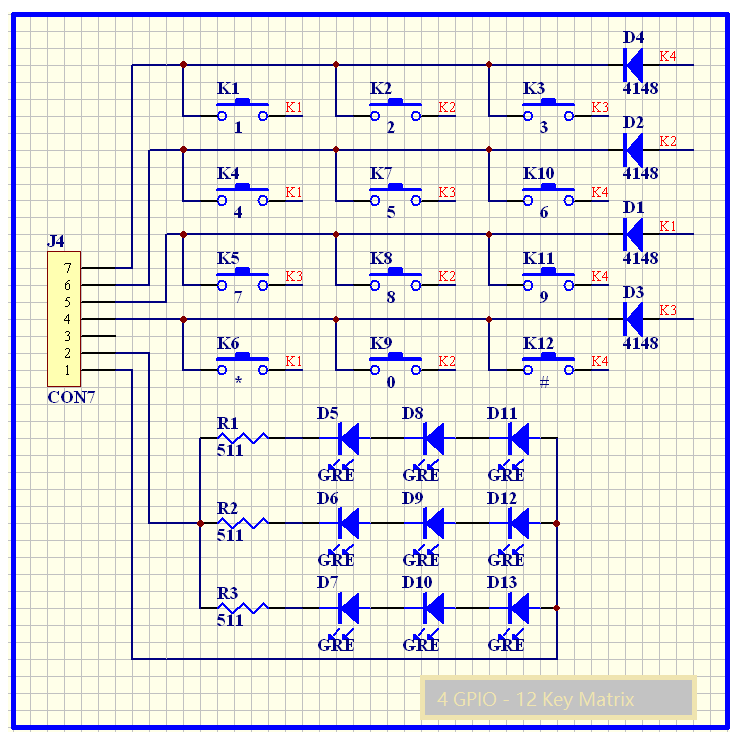 D4
K4
4148
K1
K1
1
K2
K2
2
K3
K3
3
D2
K2
4148
K4
K1
4
K7
K3
5
K10
K4
6
D1
K1
4148
K5
K3
7
K8
K2
8
K11
K4
9
D3
K3
4148
K6
K1
*
K9
K2
0
K12
K4
#
J4
7
6
5
4
3
2
1
CON7
R1
511
D5
GRE
D8
GRE
D11
GRE
R2
511
D6
GRE
D9
GRE
D12
GRE
R3
511
D7
GRE
D10
GRE
D13
GRE
4 GPIO - 12 Key Matrix